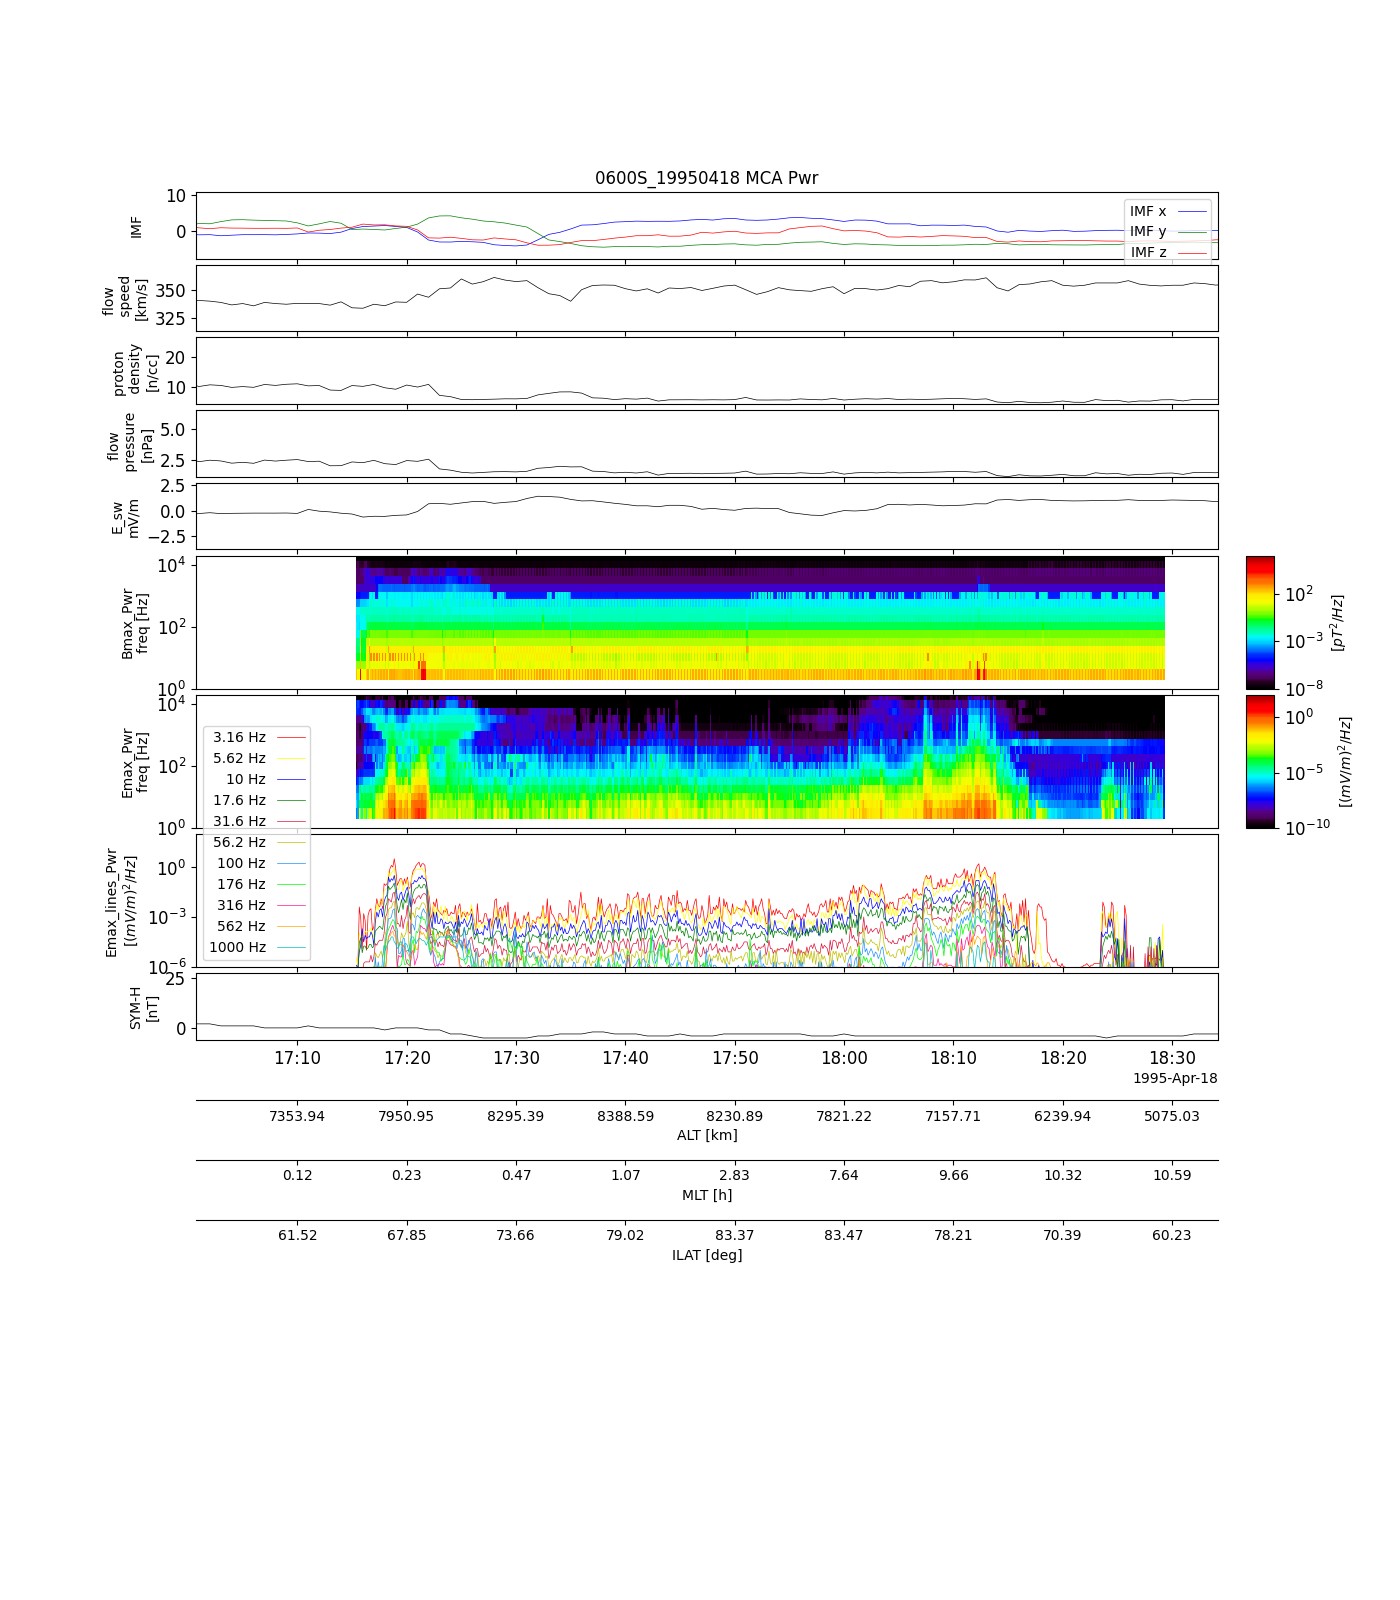 0600S_19950418 MCA Pwr
10
0
IMF
IMF x
IMF y
IMF z
350
325
flow
speed
[km/s]
20
10
proton
density
[n/cc]
5.0
2.5
flow
pressure
[nPa]
2.5
0.0
−2.5
E_sw
mV/m
10^4
10^2
10^0
Bmax_Pwr
freq [Hz]
10^2
10^−3
10^−8
[pT^2/Hz]
10^4
10^2
10^0
Emax_Pwr
freq [Hz]
10^0
10^−5
10^−10
[(mV/m)^2/Hz]
3.16 Hz
5.62 Hz
10 Hz
17.6 Hz
31.6 Hz
56.2 Hz
100 Hz
176 Hz
316 Hz
562 Hz
1000 Hz
10^0
10^−3
10^−6
Emax_lines_Pwr
[(mV/m)^2/Hz]
25
0
SYM-H
[nT]
17:10 17:20 17:30 17:40 17:50 18:00 18:10 18:20 18:30
1995-Apr-18
7353.94 7950.95 8295.39 8388.59 8230.89 7821.22 7157.71 6239.94 5075.03
ALT [km]
0.12 0.23 0.47 1.07 2.83 7.64 9.66 10.32 10.59
MLT [h]
61.52 67.85 73.66 79.02 83.37 83.47 78.21 70.39 60.23
ILAT [deg]